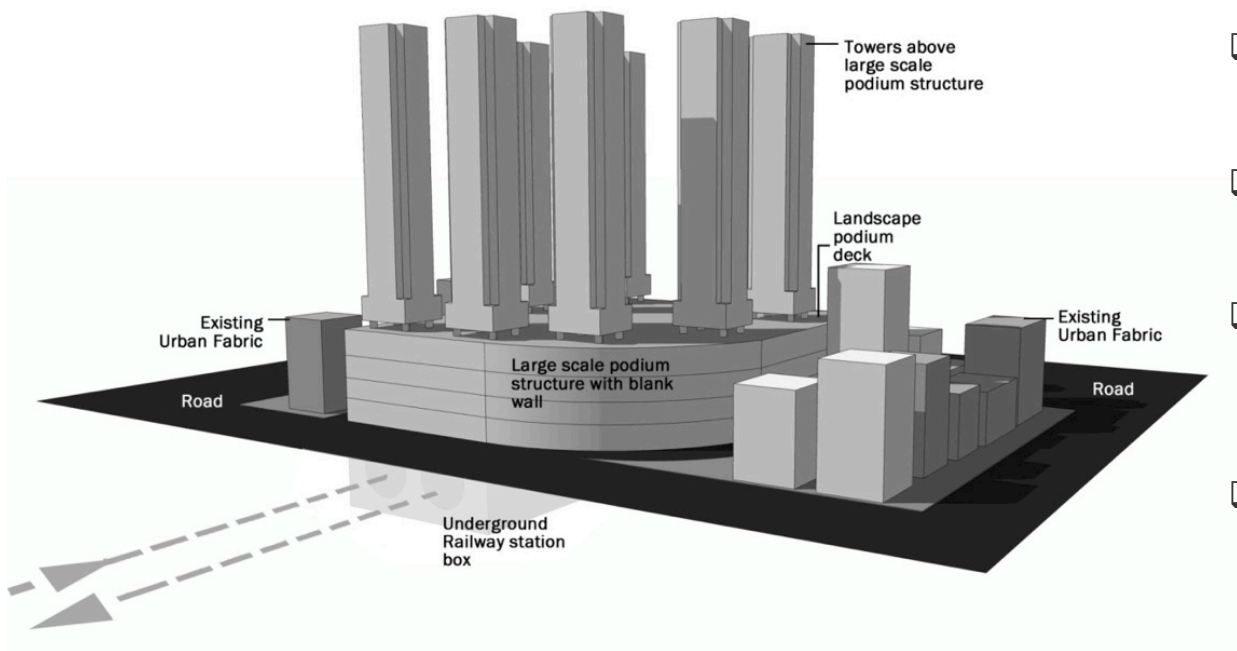 Towers above
large scale
podium structure
Landscape
podium
deck
Existing
Urban Fabric
Existing
Urban Fabric
Large scale podium
structure with blank
wall
Road
Road
Underground
Railway station
box